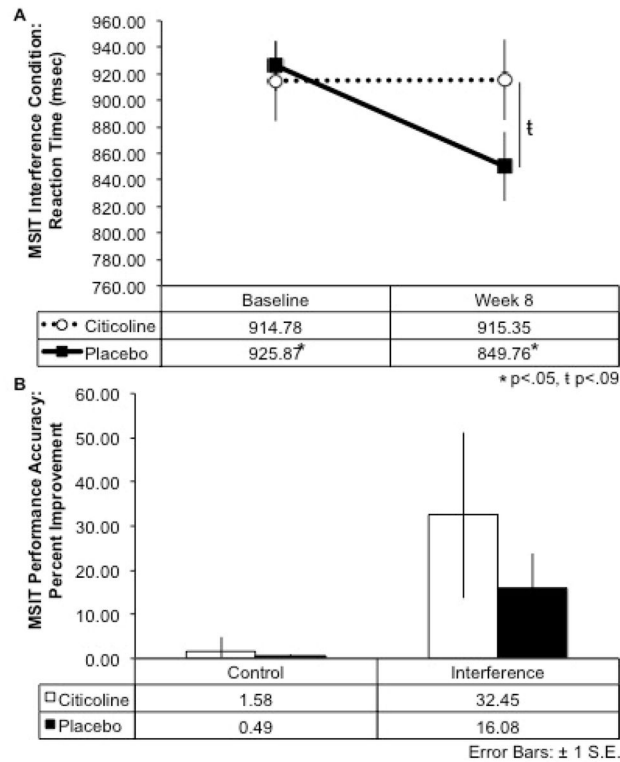 A
MSIT Interference Condition:
Reaction Time (msec)
960.00
940.00
920.00
900.00
880.00
860.00
840.00
820.00
800.00
780.00
760.00
ŧ
Baseline Week 8
Citicoline 914.78 915.35
Placebo 925.87* 849.76*
* p<.05, ŧ p<.09
B
MSIT Performance Accuracy:
Percent Improvement
60.00
50.00
40.00
30.00
20.00
10.00
0.00
Control Interference
Citicoline 1.58 32.45
Placebo 0.49 16.08
Error Bars: ± 1 S.E.